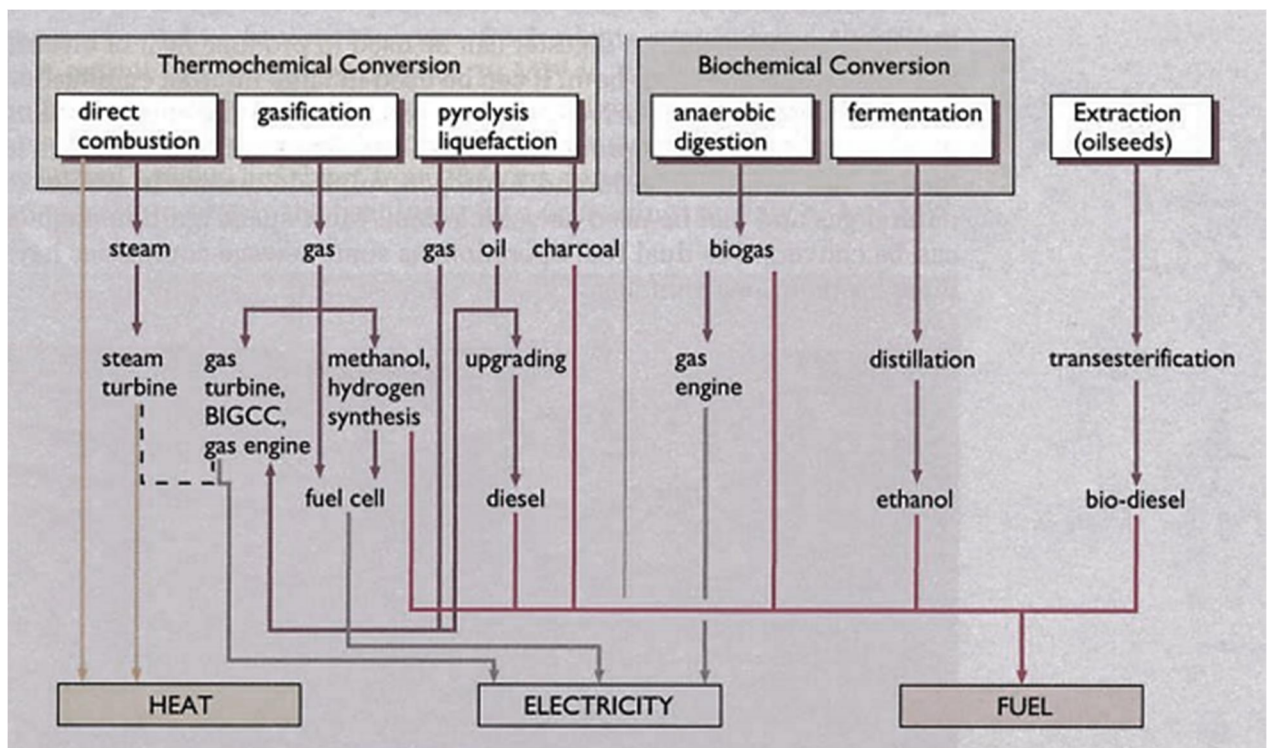 Thermochemical Conversion
Biochemical Conversion
direct
combustion
gasification
pyrolysis
liquefaction
anaerobic
digestion
fermentation
Extraction
(oilseeds)
steam
gas
gas
oil
charcoal
biogas
steam
turbine
gas
turbine,
BIGCC,
gas engine
methanol,
hydrogen
synthesis
upgrading
gas
engine
distillation
transesterification
fuel cell
diesel
ethanol
bio-diesel
HEAT
ELECTRICITY
FUEL